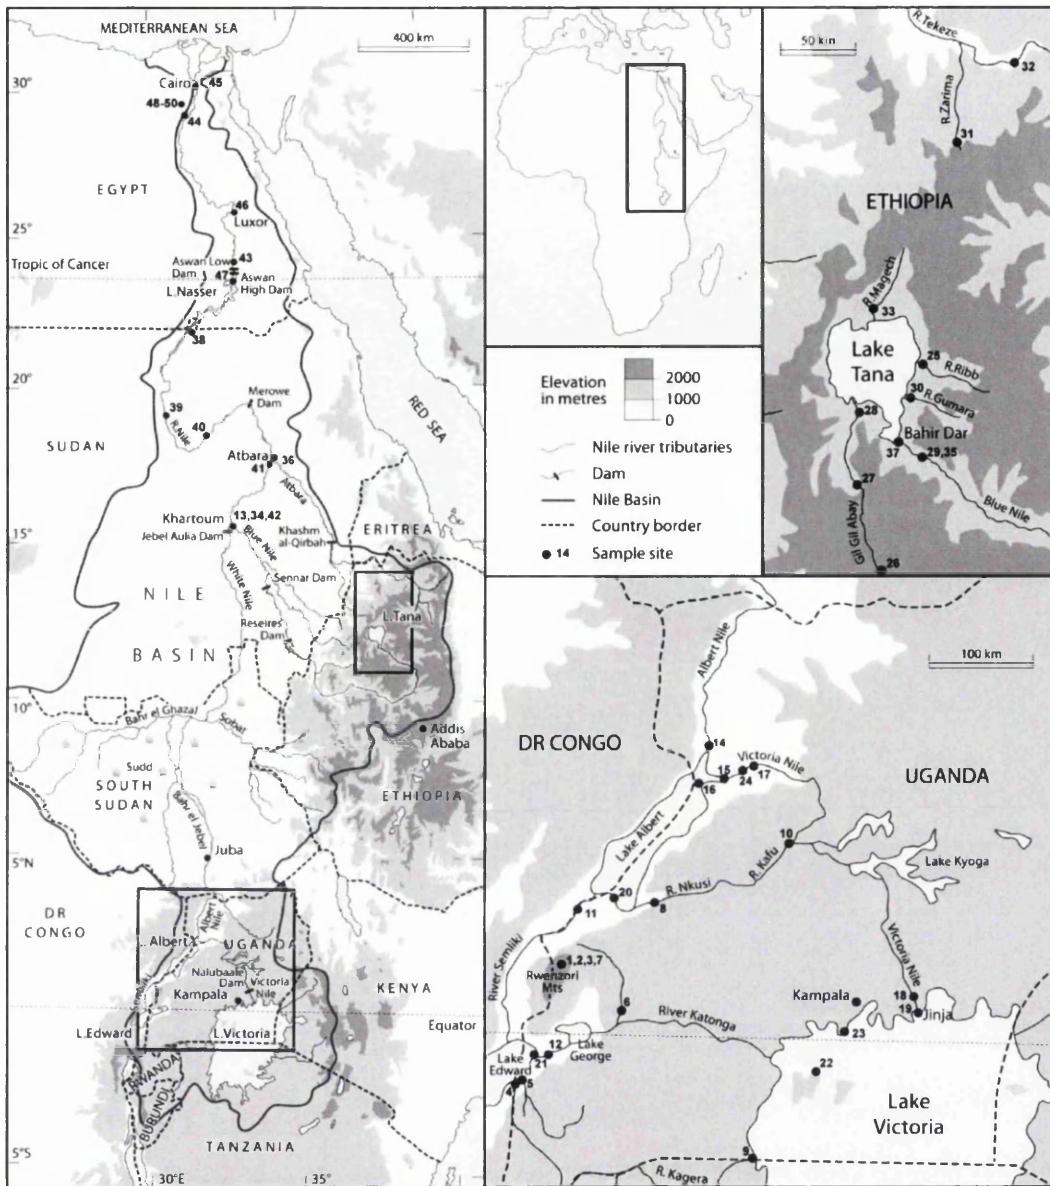 MEDITERRANEAN SEA
400 km
30°
Cairo
45
48-50
44
EGYPT
46
Luxor
25°
Aswan Low
Dam
43
Tropic of Cancer
47
Aswan
High Dam
L.Nasser
38
20°
Merowe
Dam
RED SEA
39
R.Nile
40
SUDAN
Atbara
36
41
Atbara
13,34,42
Khartoum
Jebel Aulia Dam
Blue Nile
Khashm
al-Qirbah
ERITREA
15°
White Nile
Sennar Dam
NILE
L.Tana
Reseires
Dam
BASIN
10°
Bahr el Ghazal
Sobat
Addis
Ababa
Sudd
SOUTH
SUDAN
ETHIOPIA
Bahr el Jebel
Juba
5°N
DR
CONGO
Albert
Nile
L. Albert
UGANDA
Nalubaale
Dam
Victoria
Nile
Kampala
KENYA
L.Edward
L.Victoria
Equator
RWANDA
BUBUNDI
TANZANIA
5°S
30°E
35°
Elevation
in metres
2000
1000
0
Nile river tributaries
Dam
Nile Basin
Country border
14 Sample site
50 km
R.Tekeze
32
R.Zarima
31
ETHIOPIA
R.Magech
33
Lake
Tana
25
R.Ribb
30
R.Gumara
28
Bahir Dar
37
29,35
27
Blue Nile
Gil Gil Abay
26
100 km
Albert Nile
DR CONGO
14
15
Victoria Nile
24
17
16
UGANDA
Lake Albert
10
R. Kafu
Lake Kyoga
R. Nkusi
20
11
8
River Semliki
1,2,3,7
Rwenzori
Mts
Victoria Nile
6
Kampala
18
19
Jinja
River Katonga
23
12
Lake
George
21
Lake
Edward
5
4
22
Lake
Victoria
9
R. Kagera